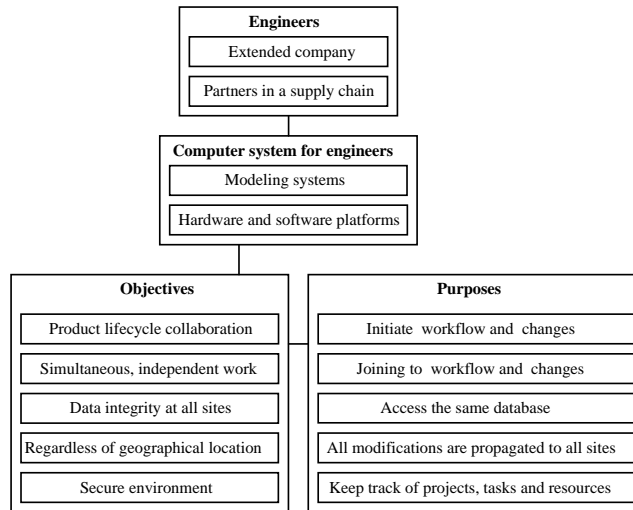 Engineers
Extended company
Partners in a supply chain
Computer system for engineers
Modeling systems
Hardware and software platforms
Objectives
Product lifecycle collaboration
Simultaneous, independent work
Data integrity at all sites
Regardless of geographical location
Secure environment
Purposes
Initiate workflow and changes
Joining to workflow and changes
Access the same database
All modifications are propagated to all sites
Keep track of projects, tasks and resources